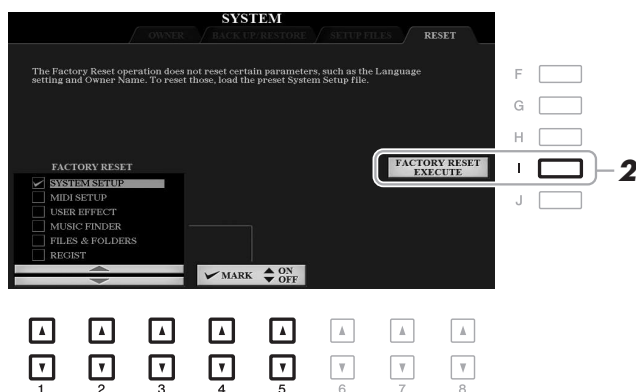 SYSTEM
OWNER BACK UP/RESTORE SETUP FILES RESET
The Factory Reset operation does not reset certain parameters, such as the Language
setting and Owner Name. To reset those, load the preset System Setup file.
F
G
H
FACTORY RESET
EXECUTE
I
2
J
FACTORY RESET
SYSTEM SETUP
MIDI SETUP
USER EFFECT
MUSIC FINDER
FILES & FOLDERS
REGIST
MARK ON
OFF
1 2 3 4 5 6 7 8